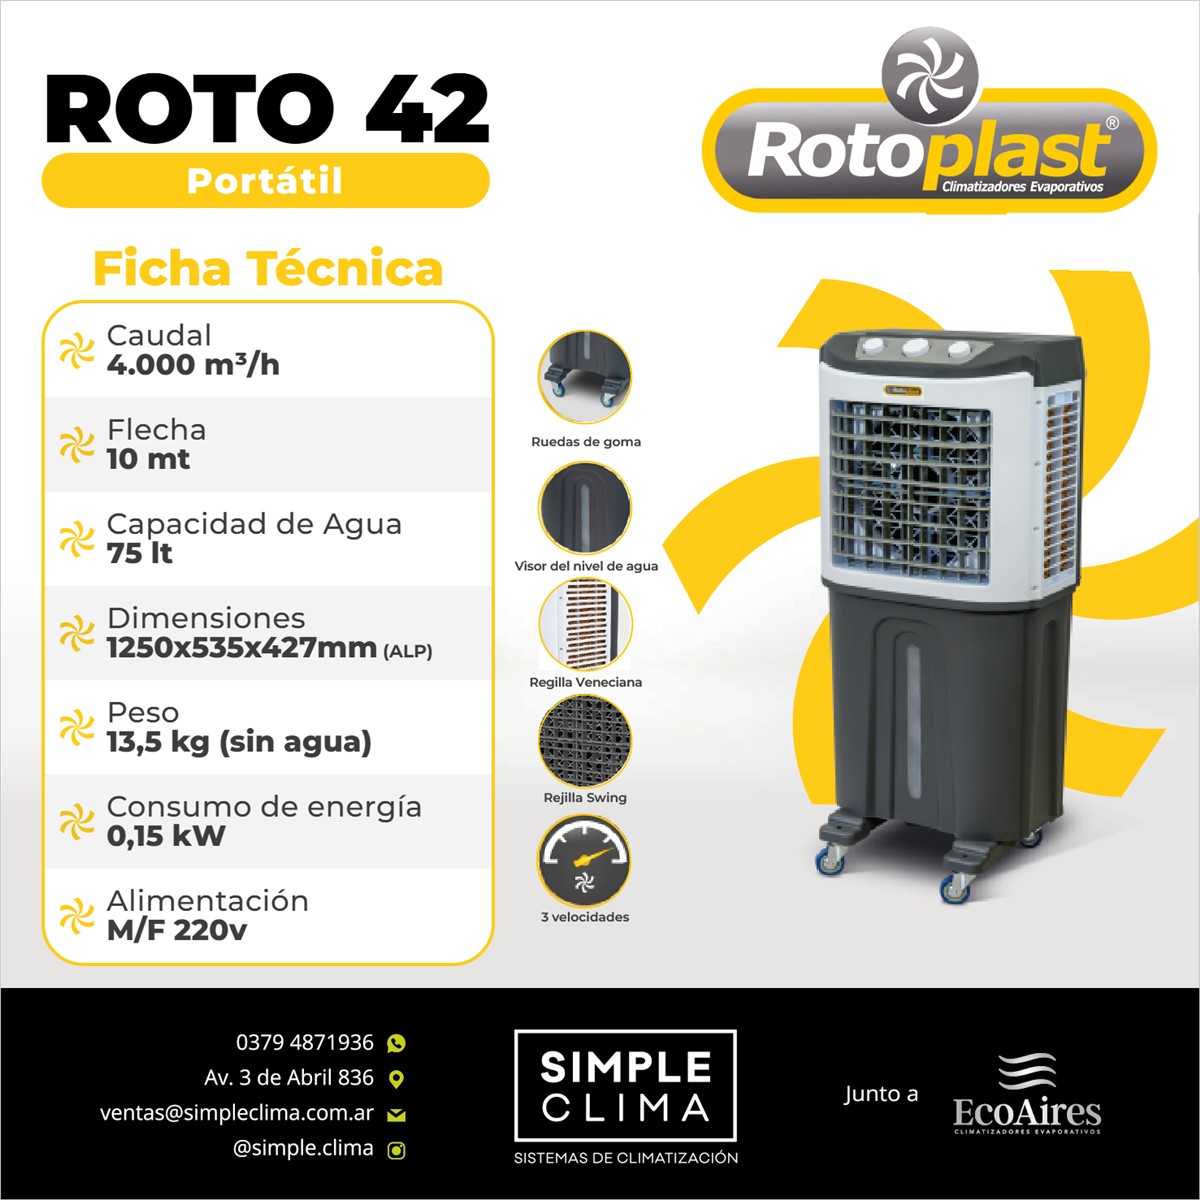 ROTO 42
Portátil
Rotoplast®
Climatizadores Evaporativos
Ficha Técnica
Caudal
4.000 m³/h
Flecha
10 mt
Capacidad de Agua
75 lt
Dimensiones
1250x535x427mm (ALP)
Peso
13,5 kg (sin agua)
Consumo de energía
0,15 kW
Alimentación
M/F 220v
Ruedas de goma
Visor del nivel de agua
Regilla Veneciana
Rejilla Swing
3 velocidades
0379 4871936
Av. 3 de Abril 836
ventas@simpleclima.com.ar
@simple.clima
SIMPLE
CLIMA
SISTEMAS DE CLIMATIZACIÓN
Junto a
EcoAires
CLIMATIZADORES EVAPORATIVOS